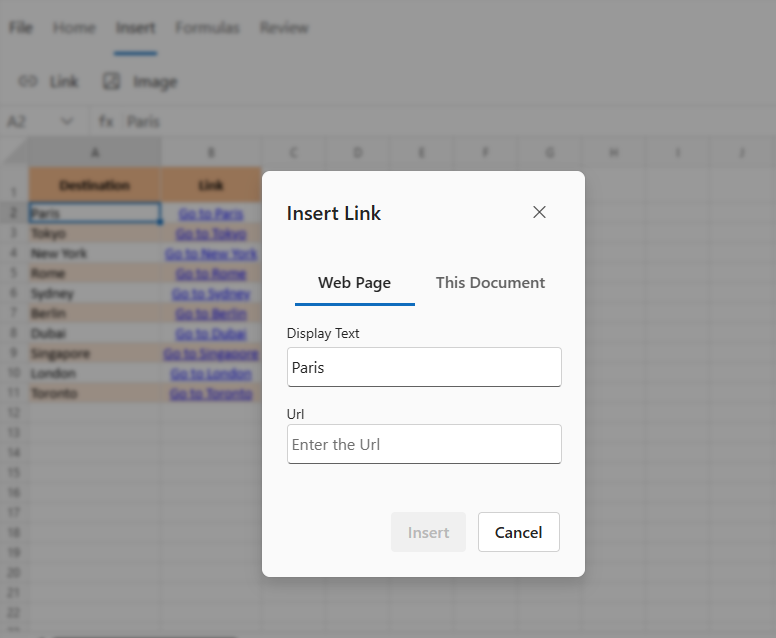 File Home Insert Formulas Review
Link Image
A2 fx Paris
A B C D E F G H I J
1 Destination Link
2 Paris Go to Paris
3 Tokyo Go to Tokyo
4 New York Go to New York
5 Rome Go to Rome
6 Sydney Go to Sydney
7 Berlin Go to Berlin
8 Dubai Go to Dubai
9 Singapore Go to Singapore
10 London Go to London
11 Toronto Go to Toronto
12
13
14
15
16
17
18
19
20
21
22
Insert Link
Web Page This Document
Display Text
Paris
Url
Enter the Url
Insert Cancel